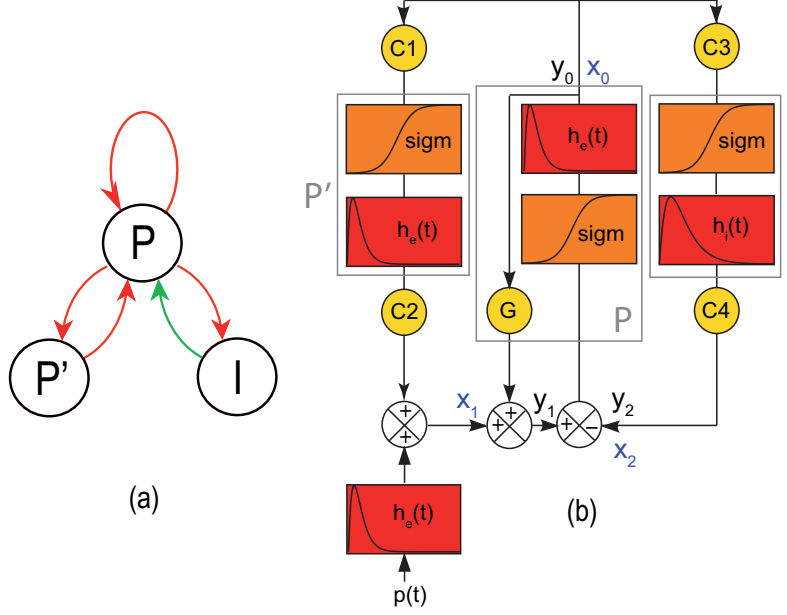 P
P'
I
(a)
C1
C3
y0 x0
sigm
he(t)
sigm
P'
he(t)
sigm
hi(t)
C2
G
P
C4
+
+
x1
+
+
y1
+
−
y2
x2
he(t)
(b)
p(t)